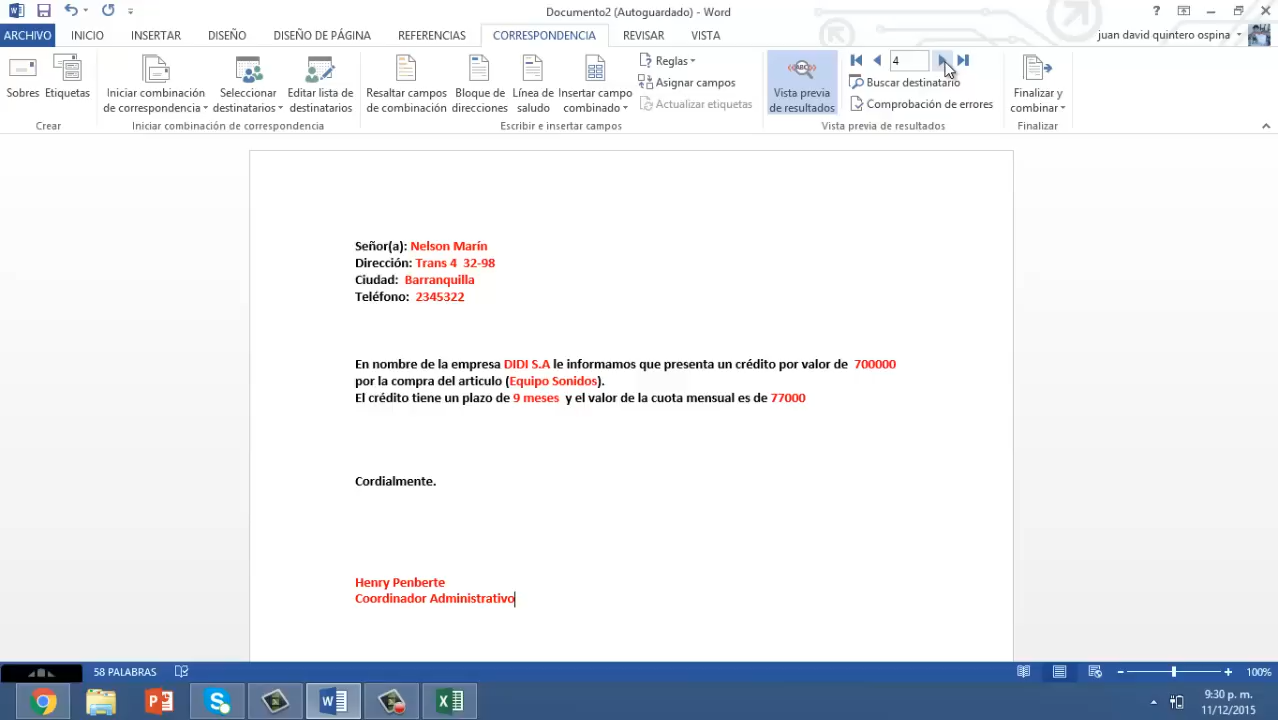 Documento2 (Autoguardado) - Word
ARCHIVO INICIO INSERTAR DISEÑO DISEÑO DE PÁGINA REFERENCIAS CORRESPONDENCIA REVISAR VISTA juan david quintero ospina
Sobres Etiquetas
Crear
Iniciar combinación de correspondencia
Seleccionar destinatarios
Editar lista de destinatarios
Iniciar combinación de correspondencia
Resaltar campos de combinación
Bloque de direcciones
Línea de saludo
Insertar campo combinado
Reglas
Asignar campos
Actualizar etiquetas
Escribir e insertar campos
ABC
Vista previa de resultados
4
Buscar destinatario
Comprobación de errores
Vista previa de resultados
Finalizar y combinar
Finalizar
Señor(a): Nelson Marín
Dirección: Trans 4 32-98
Ciudad: Barranquilla
Teléfono: 2345322
En nombre de la empresa DIDI S.A le informamos que presenta un crédito por valor de 700000
por la compra del articulo (Equipo Sonidos).
El crédito tiene un plazo de 9 meses y el valor de la cuota mensual es de 77000
Cordialmente.
Henry Penberte
Coordinador Administrativo
58 PALABRAS
100%
9:30 p. m.
11/12/2015